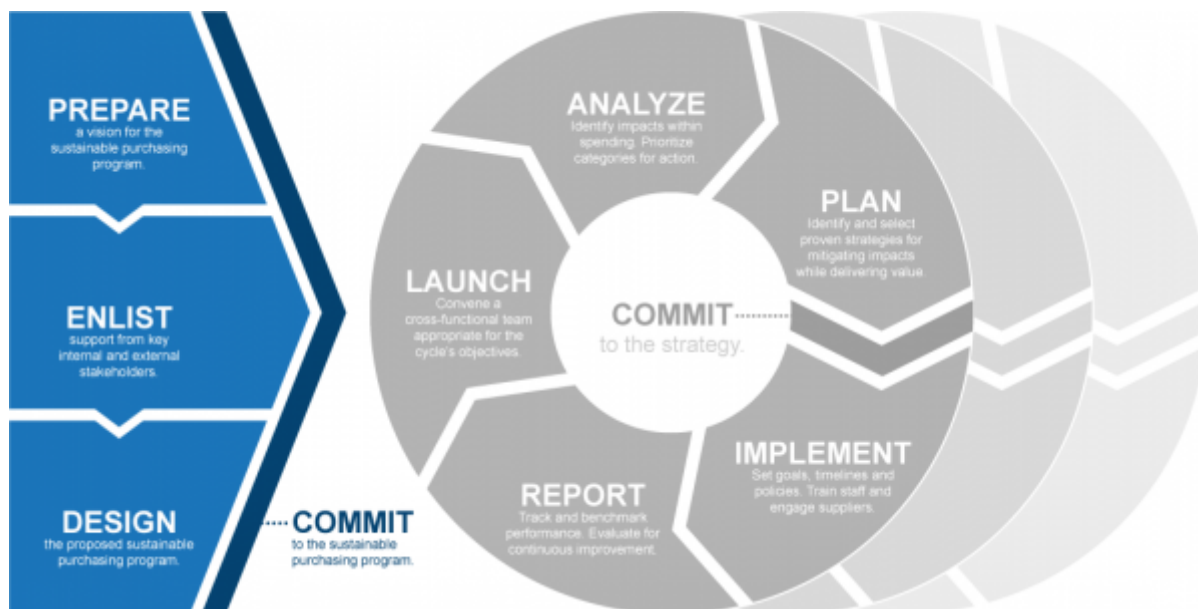 PREPARE
a vision for the
sustainable purchasing
program.
ENLIST
support from key
internal and external
stakeholders.
DESIGN
the proposed sustainable
purchasing program.
COMMIT
to the sustainable
purchasing program.
LAUNCH
Convene a
cross-functional team
appropriate for the
cycle's objectives.
ANALYZE
Identify impacts within
spending. Prioritize
categories for action.
PLAN
Identify and select
proven strategies for
mitigating impacts
while delivering value.
COMMIT
to the strategy.
IMPLEMENT
Set goals, timelines and
policies. Train staff and
engage suppliers.
REPORT
Track and benchmark
performance. Evaluate for
continuous improvement.